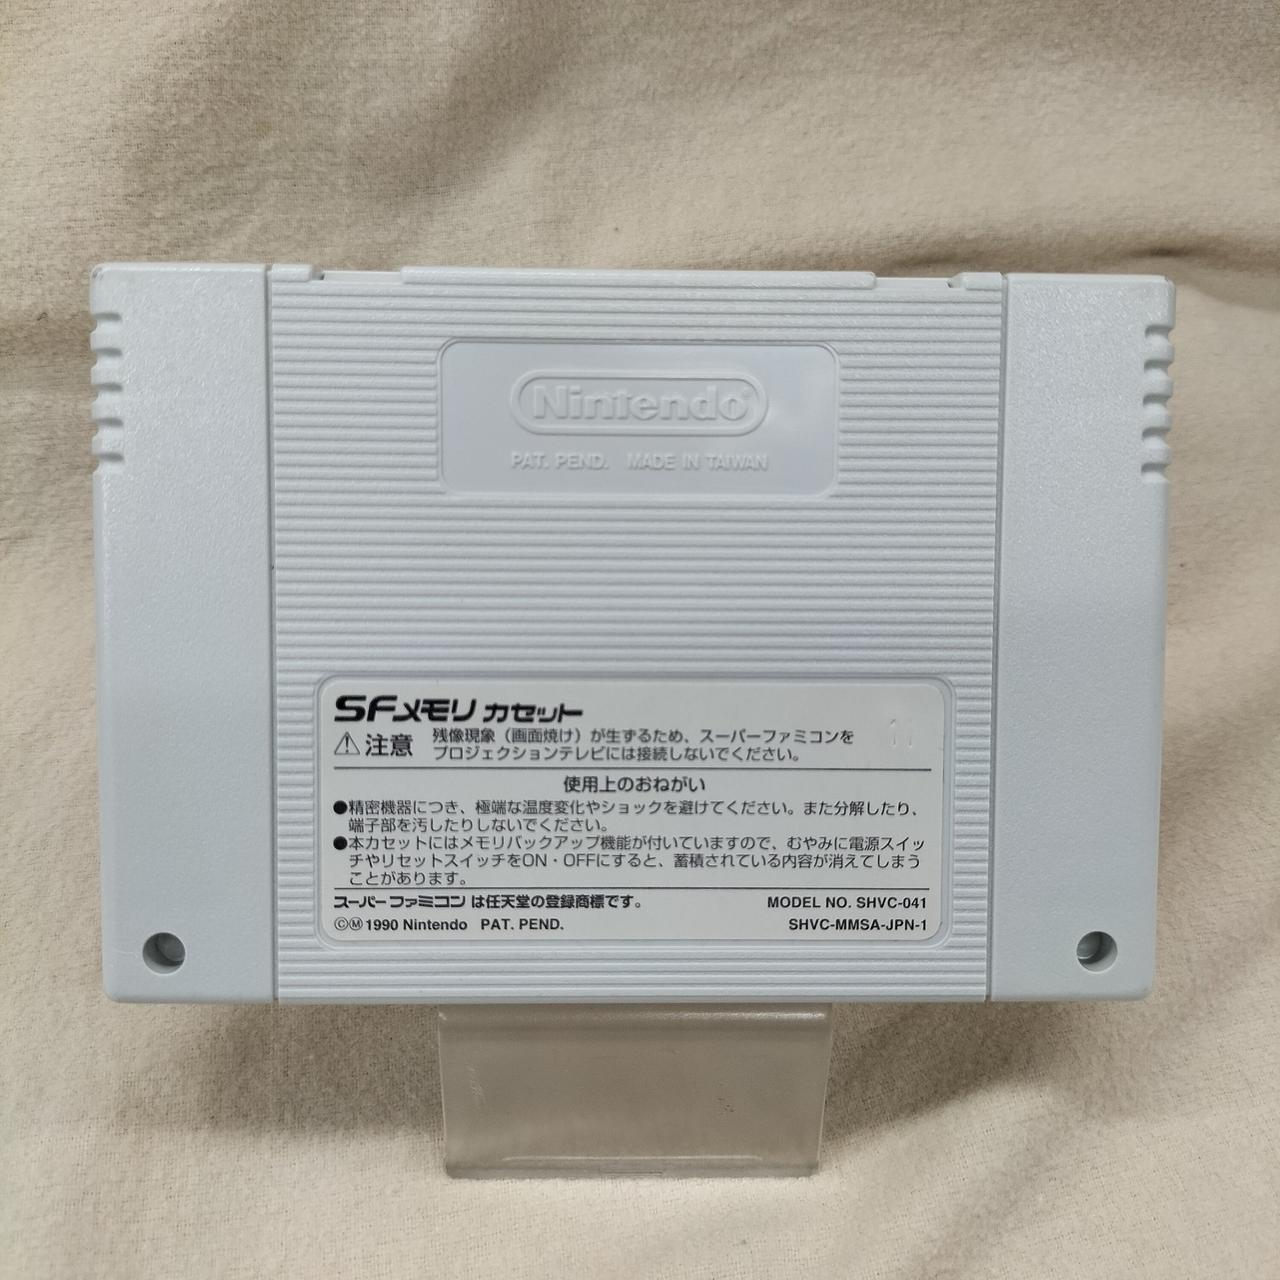 Nintendo®
PAT. PEND. MADE IN TAIWAN
SFメモリ カセット
⚠注意 残像現象（画面焼け）が生ずるため、スーパーファミコンを
プロジェクションテレビには接続しないでください。
使用上のおねがい
●精密機器につき、極端な温度変化やショックを避けてください。また分解したり、
端子部を汚したりしないでください。
●本カセットにはメモリバックアップ機能が付いていますので、むやみに電源スイッ
チやリセットスイッチをON・OFFにすると、蓄積されている内容が消えてしまう
ことがあります。
スーパーファミコンは任天堂の登録商標です。 MODEL NO. SHVC-041
ⒸⓂ1990 Nintendo PAT. PEND. SHVC-MMSA-JPN-1